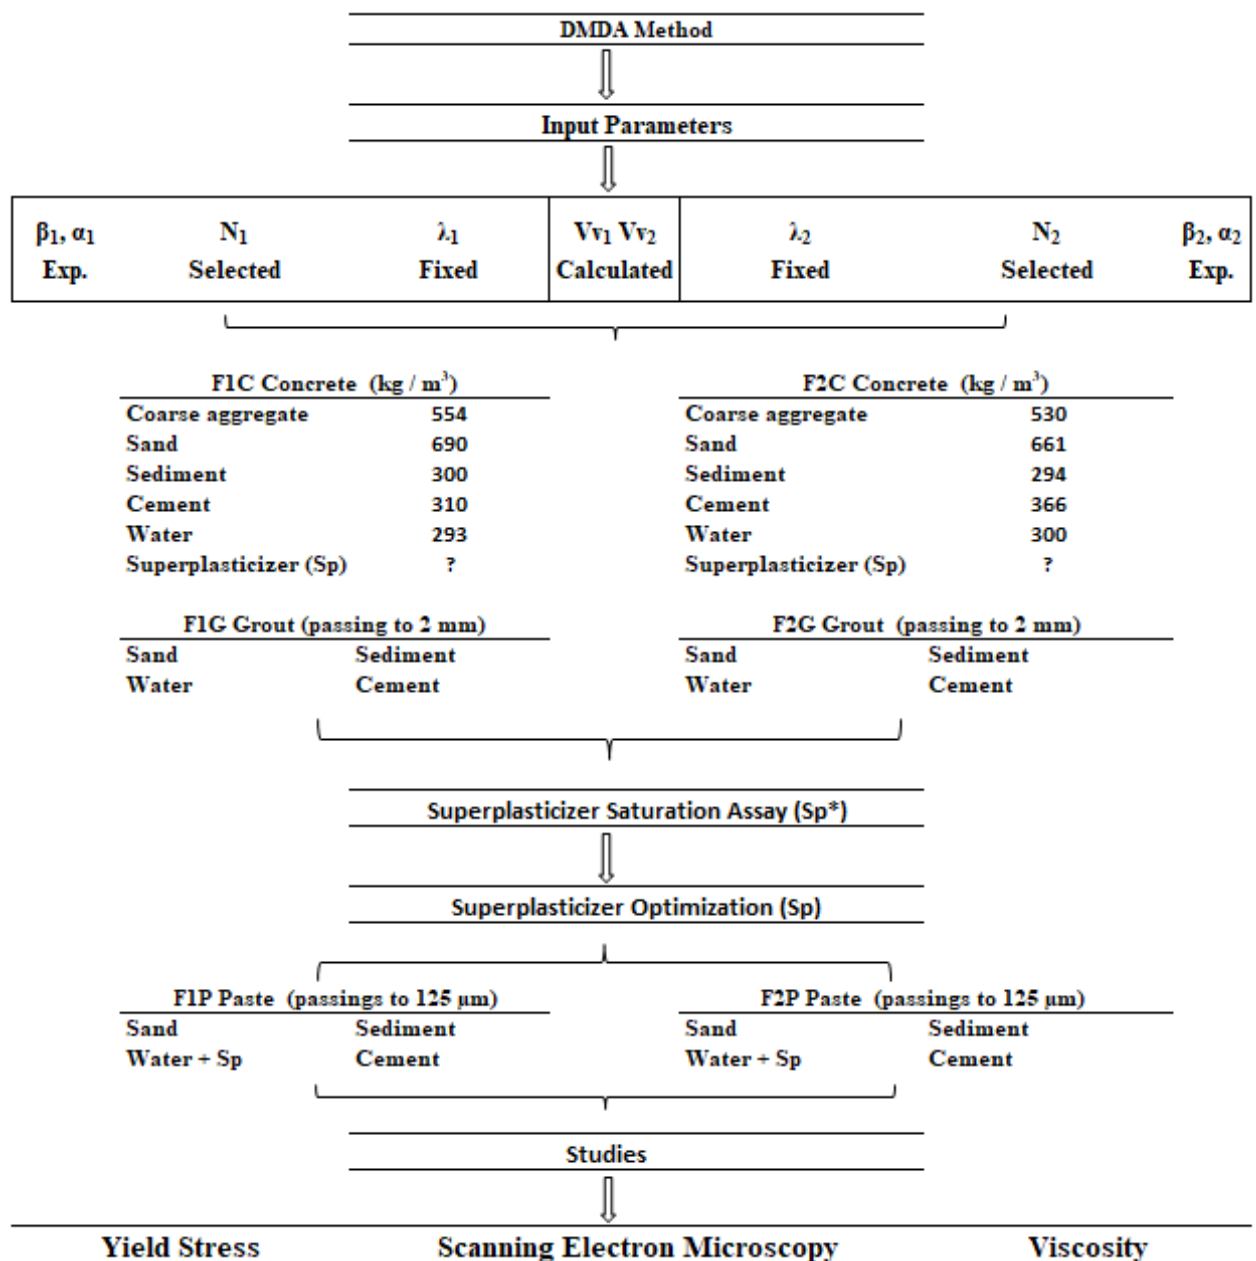 DMDA Method
Input Parameters
β1, α1 N1 λ1 Vv1 Vv2 λ2 N2 β2, α2
Exp. Selected Fixed Calculated Fixed Selected Exp.
F1C Concrete (kg / m³) F2C Concrete (kg / m³)
Coarse aggregate 554 Coarse aggregate 530
Sand 690 Sand 661
Sediment 300 Sediment 294
Cement 310 Cement 366
Water 293 Water 300
Superplasticizer (Sp) ? Superplasticizer (Sp) ?
F1G Grout (passing to 2 mm) F2G Grout (passing to 2 mm)
Sand Sediment Sand Sediment
Water Cement Water Cement
Superplasticizer Saturation Assay (Sp*)
Superplasticizer Optimization (Sp)
F1P Paste (passings to 125 µm) F2P Paste (passings to 125 µm)
Sand Sediment Sand Sediment
Water + Sp Cement Water + Sp Cement
Studies
Yield Stress Scanning Electron Microscopy Viscosity